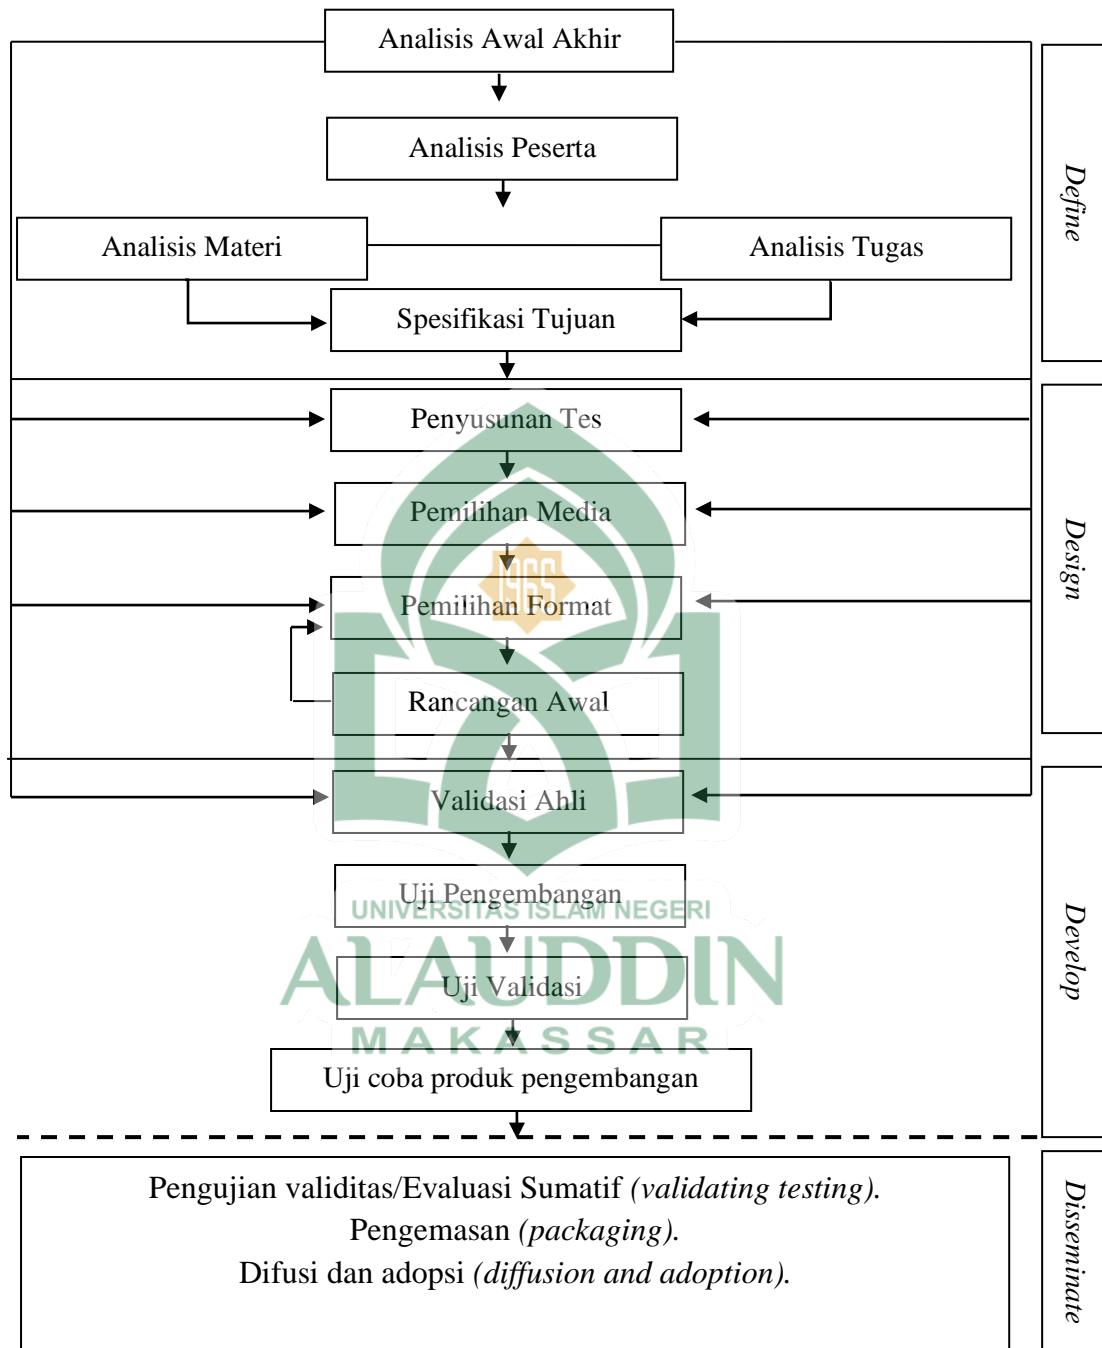 Analisis Awal Akhir
Analisis Peserta
Analisis Materi
Analisis Tugas
Spesifikasi Tujuan
Define
Penyusunan Tes
Pemilihan Media
1965
Pemilihan Format
Rancangan Awal
Design
Validasi Ahli
Uji Pengembangan
UNIVERSITAS ISLAM NEGERI
ALAUDDIN
Uji Validasi
MAKASSAR
Uji coba produk pengembangan
Develop
Pengujian validitas/Evaluasi Sumatif (validating testing).
Pengemasan (packaging).
Difusi dan adopsi (diffusion and adoption).
Disseminate